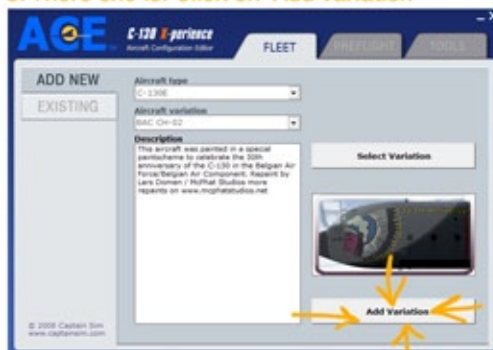 ACE
C-130 X-perience
Aircraft Configuration Editor
FLEET
PREFLIGHT
TOOLS
ADD NEW
EXISTING
Aircraft type
C-130E
Aircraft variation
BAC CH-02
Description
This aircraft was painted in a special
paintscheme to celebrate the 30th
anniversary of the C-130 in the Belgian Air
Force/Belgian Air Component. Repaint by
Lars Domen / McPhat Studios more
repaints on www.mcphatstudios.net
Select Variation
Add Variation
© 2008 Captain Sim
www.captainsim.com